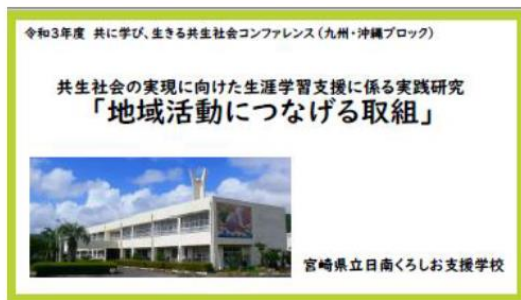 令和3年度 共に学び、生きる共生社会コンファレンス（九州・沖縄ブロック）
共生社会の実現に向けた生涯学習支援に係る実践研究
「地域活動につなげる取組」
宮崎県立日南くろしお支援学校